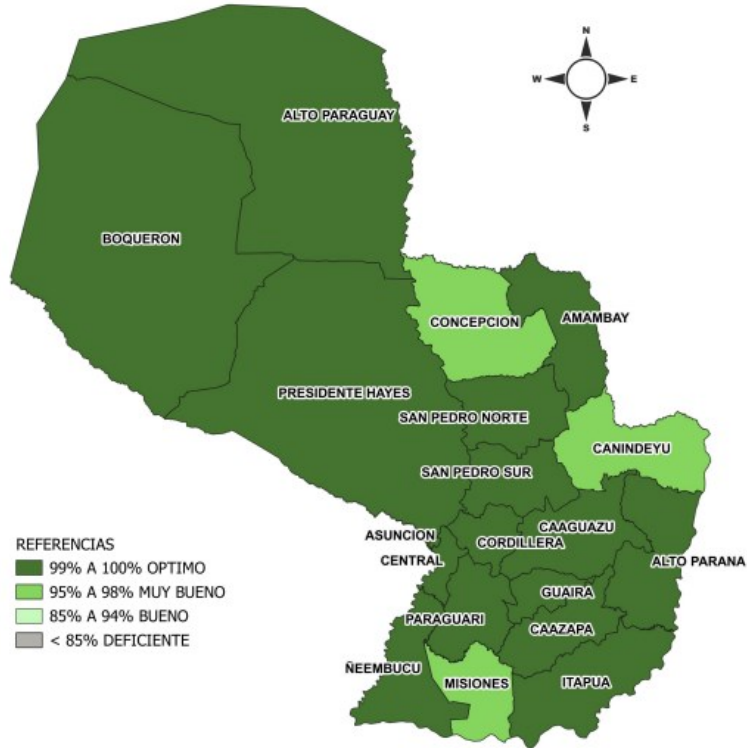 N
W E
S
ALTO PARAGUAY
BOQUERON
CONCEPCION
AMAMBAY
PRESIDENTE HAYES
SAN PEDRO NORTE
CANINDEYU
SAN PEDRO SUR
ASUNCION
CENTRAL
CORDILLERA
CAAGUAZU
ALTO PARANA
GUAIRA
PARAGUARI
CAAZAPA
ÑEEMBUCU
MISIONES
ITAPUA
REFERENCIAS
99% A 100% OPTIMO
95% A 98% MUY BUENO
85% A 94% BUENO
< 85% DEFICIENTE